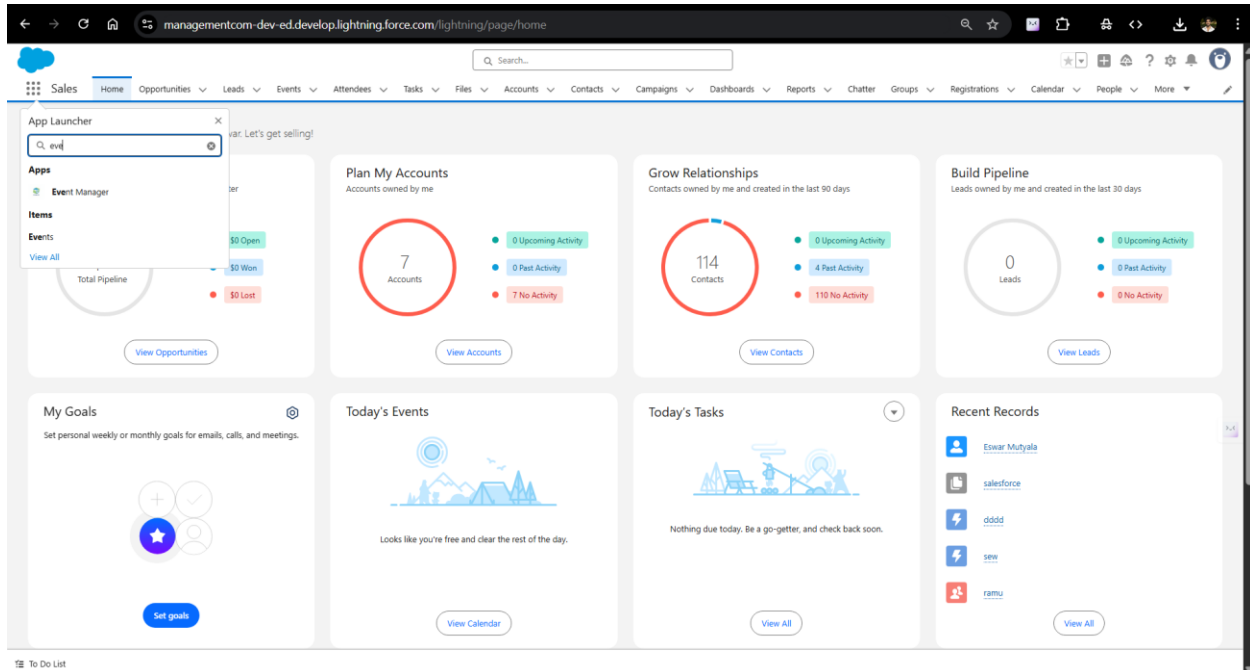 managementcom-dev-ed.develop.lightning.force.com/lightning/page/home
Search...
Sales Home Opportunities Leads Events Attendees Tasks Files Accounts Contacts Campaigns Dashboards Reports Chatter Groups Registrations Calendar People More
App Launcher
eve
Apps
Event Manager
Items
Events
View All
war. Let's get selling!
ter
$0 Open
$0 Won
$0 Lost
Total Pipeline
View Opportunities
Plan My Accounts
Accounts owned by me
7
Accounts
0 Upcoming Activity
0 Past Activity
7 No Activity
View Accounts
Grow Relationships
Contacts owned by me and created in the last 90 days
114
Contacts
0 Upcoming Activity
4 Past Activity
110 No Activity
View Contacts
Build Pipeline
Leads owned by me and created in the last 30 days
0
Leads
0 Upcoming Activity
0 Past Activity
0 No Activity
View Leads
My Goals
Set personal weekly or monthly goals for emails, calls, and meetings.
Set goals
Today's Events
Looks like you're free and clear the rest of the day.
View Calendar
Today's Tasks
Nothing due today. Be a go-getter, and check back soon.
View All
Recent Records
Eswar Mutyala
salesforce
dddd
sew
ramu
View All
To Do List